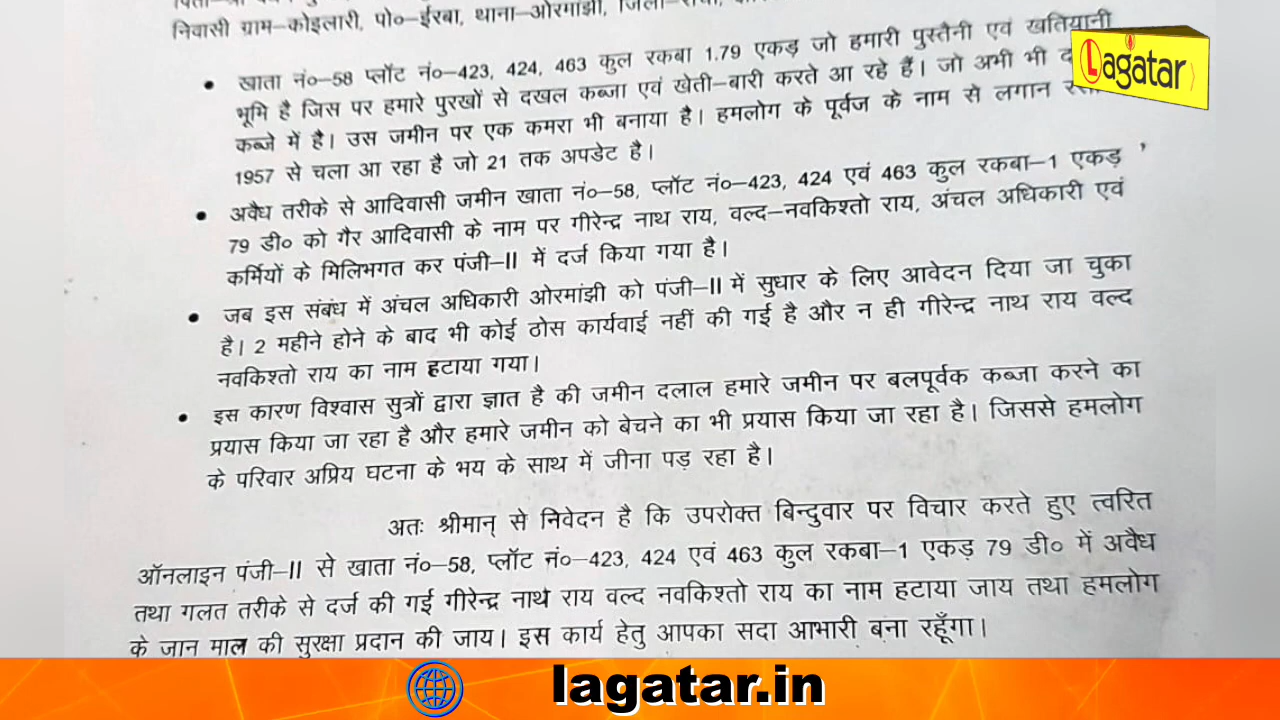 निवासी ग्राम–कोइलारी, पो०–ईरबा, थाना–ओरमांझी,
• खाता नं०–58 प्लॉट नं०–423, 424, 463 कुल रकबा 1.79 एकड़ जो हमारी पुस्तैनी एवं खतियानी
भूमि है जिस पर हमारे पुरखों से दखल कब्जा एवं खेती–बारी करते आ रहे हैं। जो अभी भी
कब्जे में है। उस जमीन पर एक कमरा भी बनाया है। हमलोग के पूर्वज के नाम से लगान
1957 से चला आ रहा है जो 21 तक अपडेट है।
• अवैध तरीके से आदिवासी जमीन खाता नं०–58, प्लॉट नं०–423, 424 एवं 463 कुल रकबा–1 एकड़
79 डी० को गैर आदिवासी के नाम पर गीरेन्द्र नाथ राय, वल्द–नवकिश्तो राय, अंचल अधिकारी एवं
कर्मियों के मिलिभगत कर पंजी–II में दर्ज किया गया है।
• जब इस संबंध में अंचल अधिकारी ओरमांझी को पंजी–II में सुधार के लिए आवेदन दिया जा चुका
है। 2 महीने होने के बाद भी कोई ठोस कार्यवाई नहीं की गई है और न ही गीरेन्द्र नाथ राय वल्द
नवकिश्तो राय का नाम हटाया गया।
• इस कारण विश्वास सुत्रों द्वारा ज्ञात है की जमीन दलाल हमारे जमीन पर बलपूर्वक कब्जा करने का
प्रयास किया जा रहा है और हमारे जमीन को बेचने का भी प्रयास किया जा रहा है। जिससे हमलोग
के परिवार अप्रिय घटना के भय के साथ में जीना पड़ रहा है।
अतः श्रीमान् से निवेदन है कि उपरोक्त बिन्दुवार पर विचार करते हुए त्वरित
ऑनलाइन पंजी–II से खाता नं०–58, प्लॉट नं०–423, 424 एवं 463 कुल रकबा–1 एकड़ 79 डी० में अवैध
तथा गलत तरीके से दर्ज की गई गीरेन्द्र नाथ राय वल्द नवकिश्तो राय का नाम हटाया जाय तथा हमलोग
के जान माल की सुरक्षा प्रदान की जाय। इस कार्य हेतु आपका सदा आभारी बना रहूँगा।
Lagatar
lagatar.in